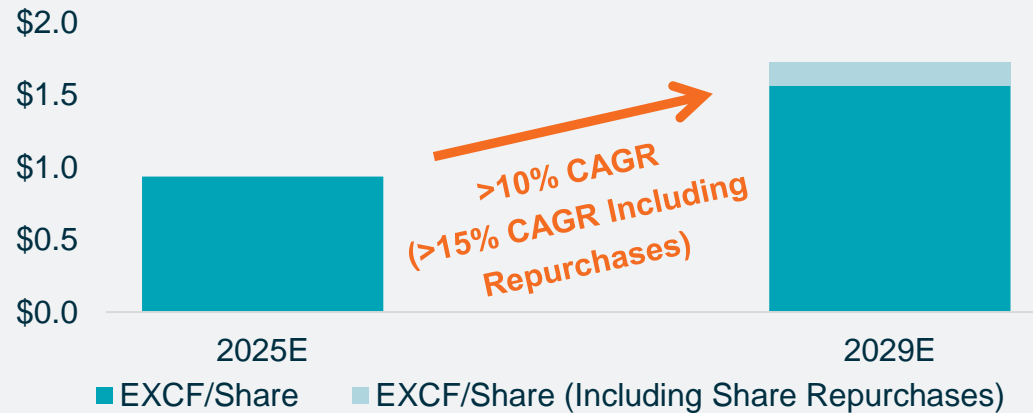 $2.0
$1.5
$1.0
$0.5
$0.0
>10% CAGR
(>15% CAGR Including
Repurchases)
2025E
2029E
EXCF/Share
EXCF/Share (Including Share Repurchases)